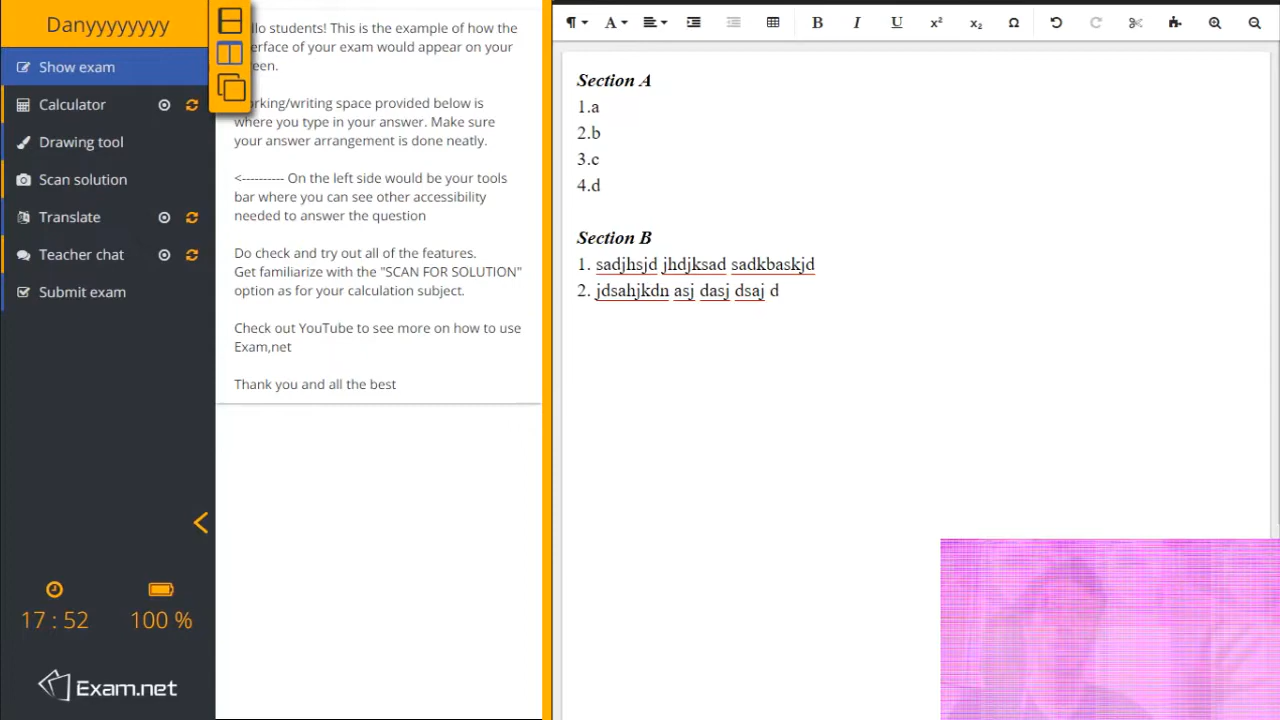 Danyyyyyyyy
Show exam
Calculator
Drawing tool
Scan solution
Translate
Teacher chat
Submit exam
17 : 52
100 %
Exam.net
students! This is the example of how the
of your exam would appear on your
space provided below is
where you type in your answer. Make sure
your answer arrangement is done neatly.
<---------- On the left side would be your tools
bar where you can see other accessibility
needed to answer the question
Do check and try out all of the features.
Get familiarize with the "SCAN FOR SOLUTION"
option as for your calculation subject.
Check out YouTube to see more on how to use
Exam,net
Thank you and all the best
¶ A B I U x² x₂ Ω
Section A
1.a
2.b
3.c
4.d
Section B
1. sadjhsjd jhdjksad sadkbaskjd
2. jdsahjkdn asj dasj dsaj d